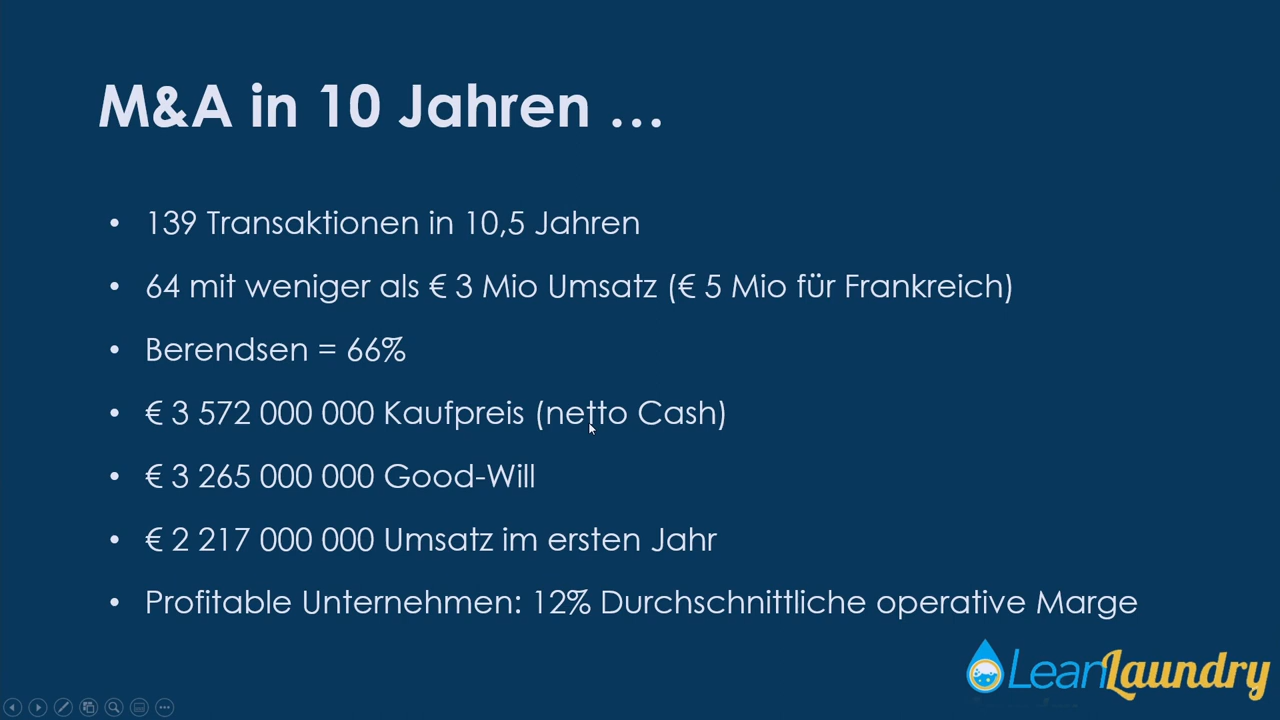 M&A in 10 Jahren …
• 139 Transaktionen in 10,5 Jahren
• 64 mit weniger als € 3 Mio Umsatz (€ 5 Mio für Frankreich)
• Berendsen = 66%
• € 3 572 000 000 Kaufpreis (netto Cash)
• € 3 265 000 000 Good-Will
• € 2 217 000 000 Umsatz im ersten Jahr
• Profitable Unternehmen: 12% Durchschnittliche operative Marge
LeanLaundry